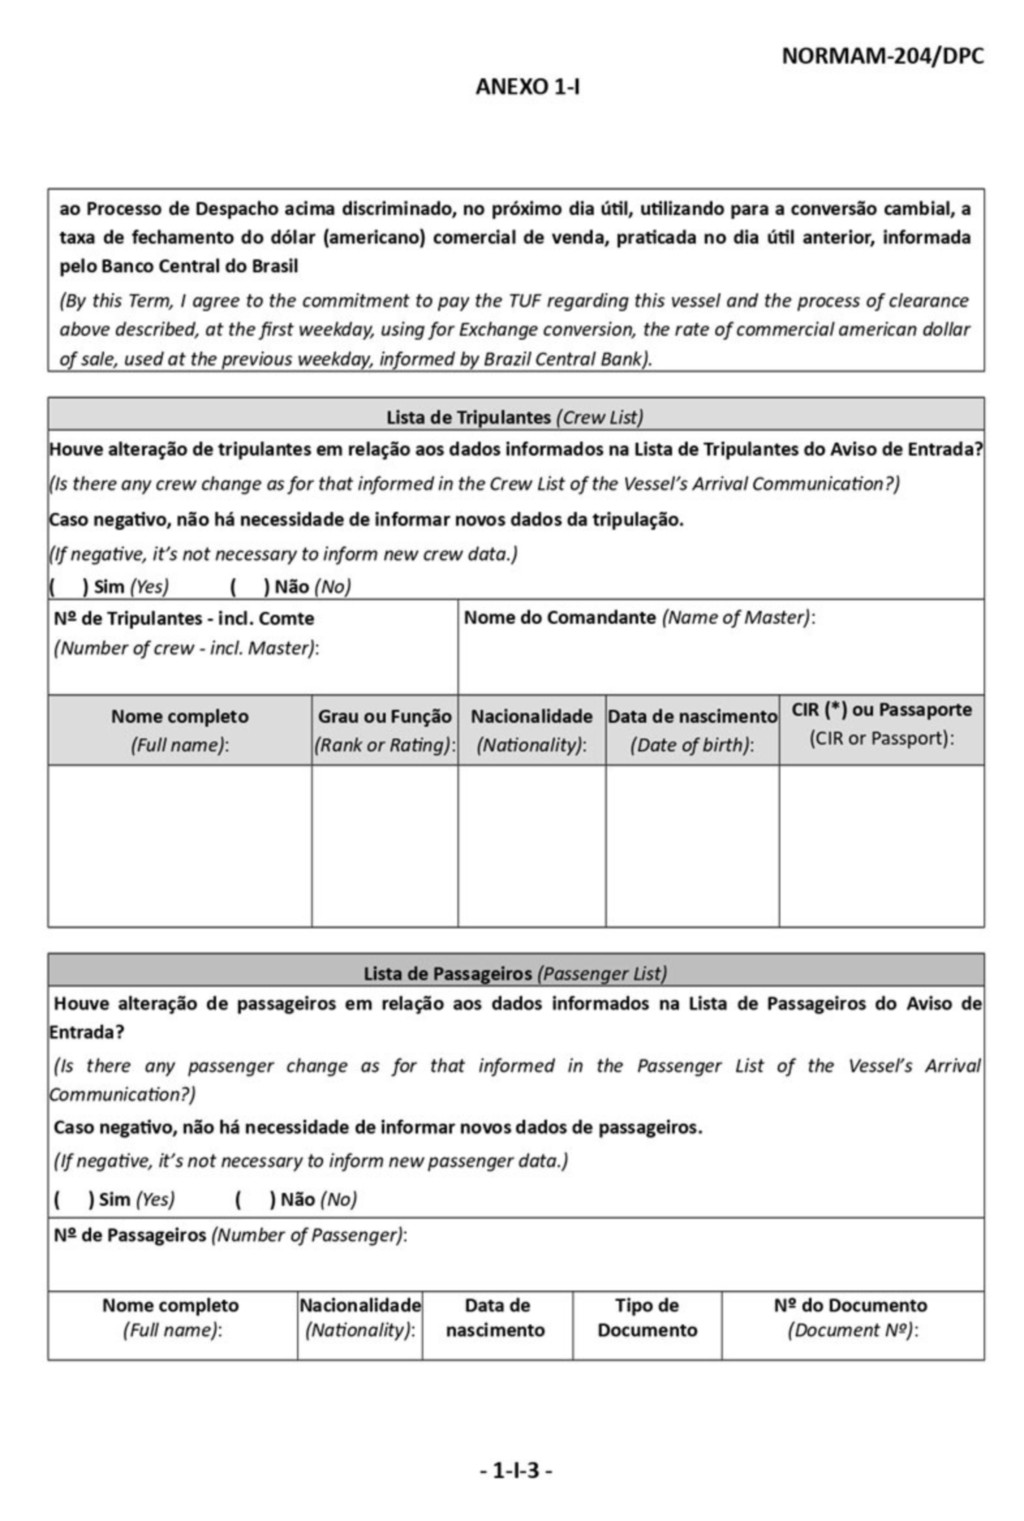 NORMAM-204/DPC
ANEXO 1-I
ao Processo de Despacho acima discriminado, no próximo dia útil, utilizando para a conversão cambial, a
taxa de fechamento do dólar (americano) comercial de venda, praticada no dia útil anterior, informada
pelo Banco Central do Brasil
(By this Term, I agree to the commitment to pay the TUF regarding this vessel and the process of clearance
above described, at the first weekday, using for Exchange conversion, the rate of commercial american dollar
of sale, used at the previous weekday, informed by Brazil Central Bank).
Lista de Tripulantes (Crew List)
Houve alteração de tripulantes em relação aos dados informados na Lista de Tripulantes do Aviso de Entrada?
(Is there any crew change as for that informed in the Crew List of the Vessel's Arrival Communication?)
Caso negativo, não há necessidade de informar novos dados da tripulação.
(If negative, it's not necessary to inform new crew data.)
( ) Sim (Yes) ( ) Não (No)
Nº de Tripulantes - incl. Comte
(Number of crew - incl. Master):
Nome do Comandante (Name of Master):
Nome completo
(Full name):
Grau ou Função
(Rank or Rating):
Nacionalidade
(Nationality):
Data de nascimento
(Date of birth):
CIR (*) ou Passaporte
(CIR or Passport):
Lista de Passageiros (Passenger List)
Houve alteração de passageiros em relação aos dados informados na Lista de Passageiros do Aviso de
Entrada?
(Is there any passenger change as for that informed in the Passenger List of the Vessel's Arrival
Communication?)
Caso negativo, não há necessidade de informar novos dados de passageiros.
(If negative, it's not necessary to inform new passenger data.)
( ) Sim (Yes) ( ) Não (No)
Nº de Passageiros (Number of Passenger):
Nome completo
(Full name):
Nacionalidade
(Nationality):
Data de
nascimento
Tipo de
Documento
Nº do Documento
(Document Nº):
- 1-I-3 -